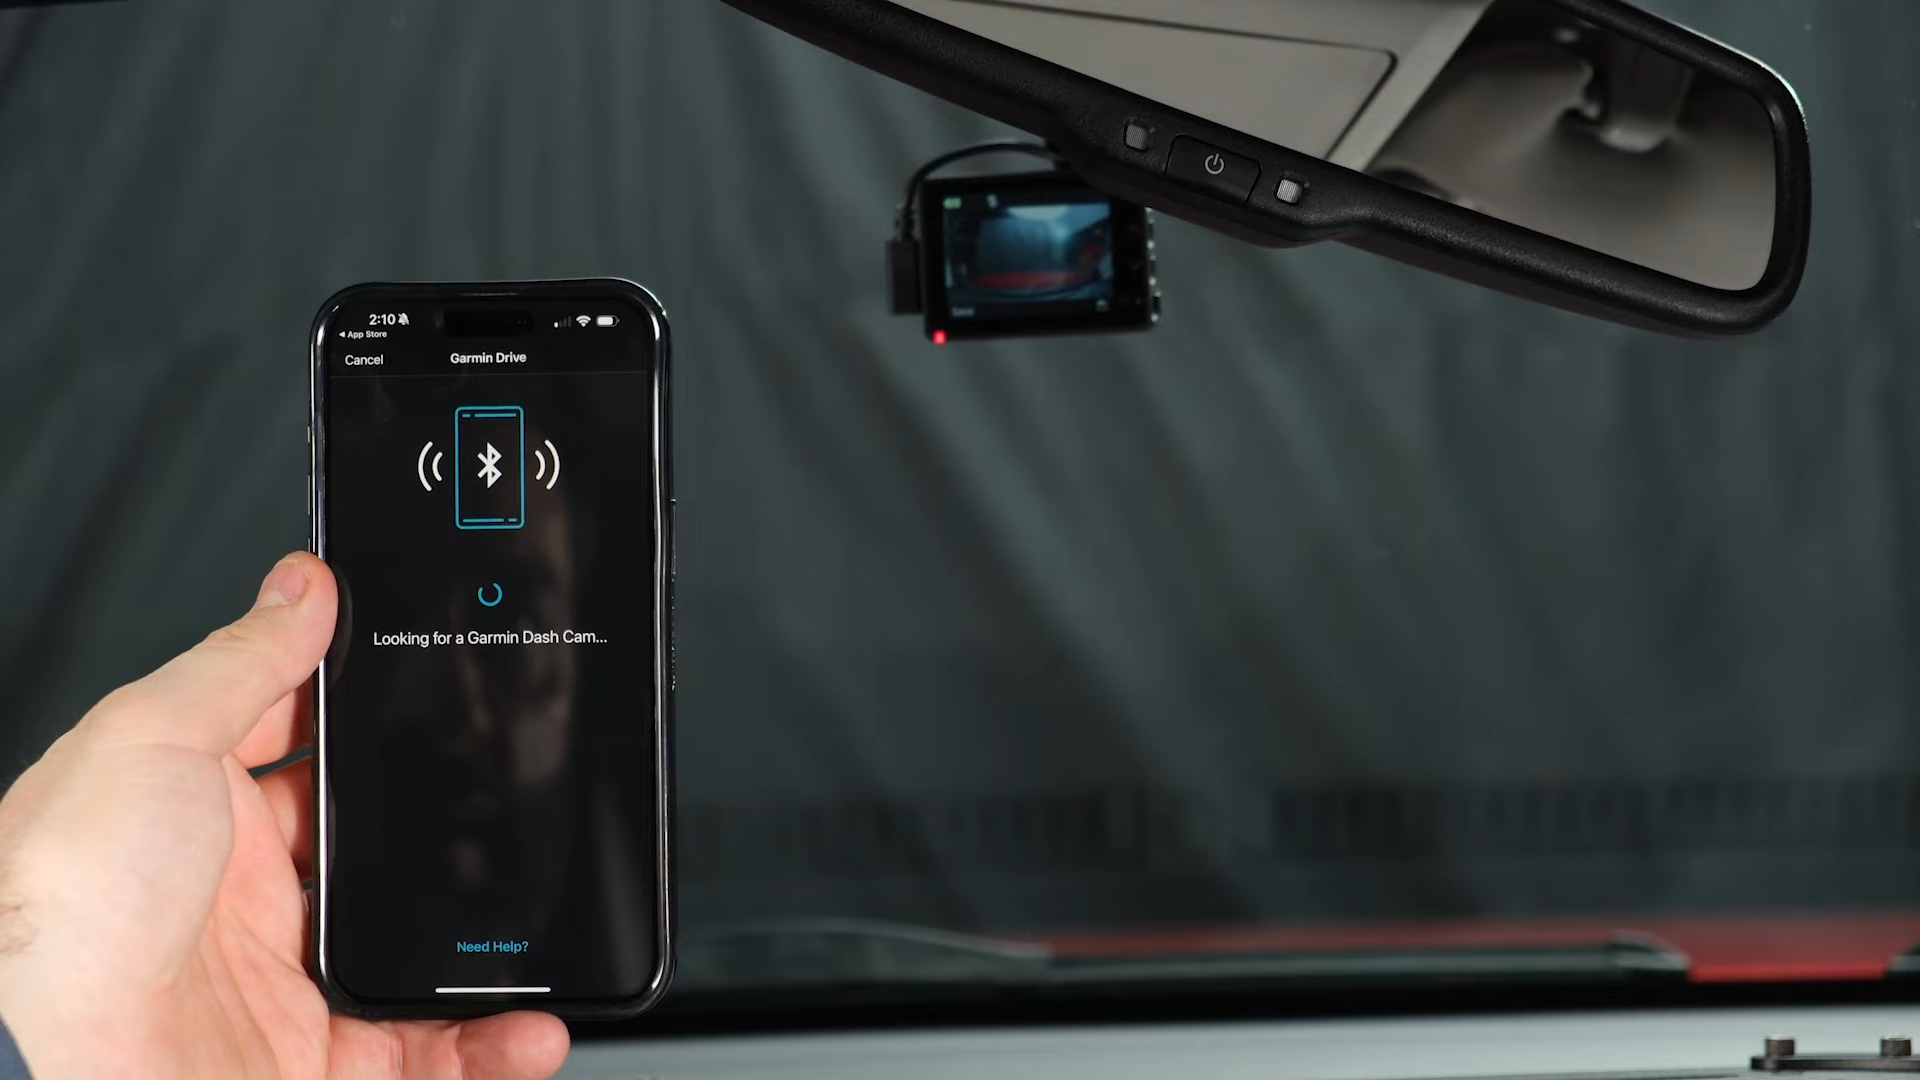 2:10
App Store
Cancel
Garmin Drive
Looking for a Garmin Dash Cam...
Need Help?